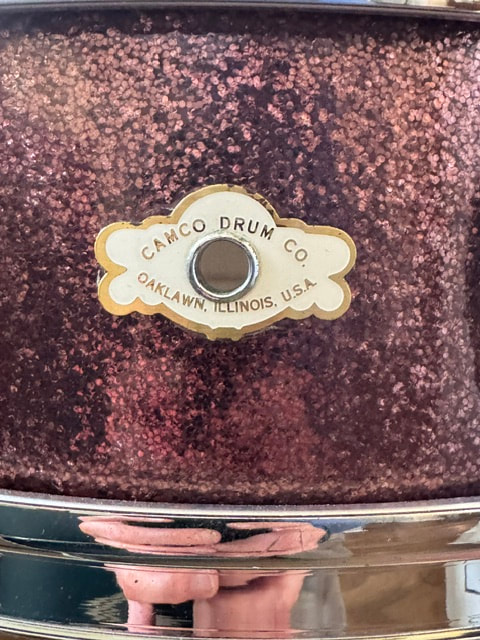 CAMCO DRUM CO.
OAKLAWN, ILLINOIS, U.S.A.